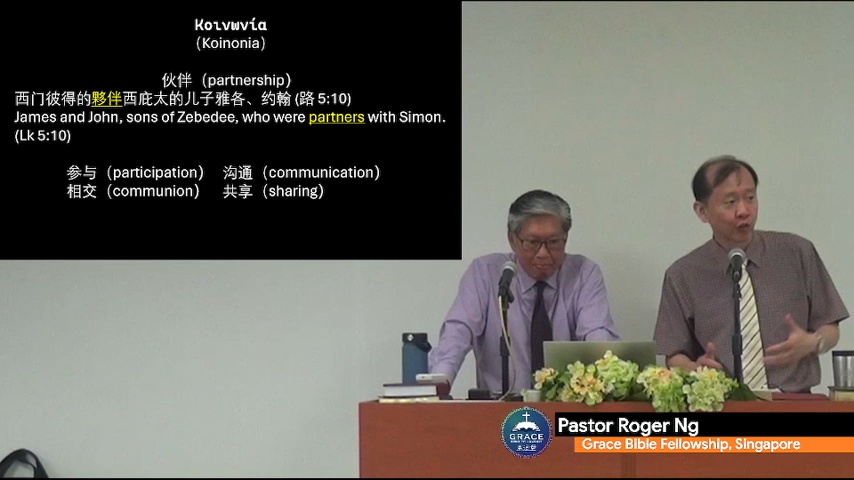 Κοινωνία
(Koinonia)
伙伴（partnership）
西门彼得的夥伴西庇太的儿子雅各、约翰 (路 5:10)
James and John, sons of Zebedee, who were partners with Simon.
(Lk 5:10)
参与（participation） 沟通（communication）
相交（communion） 共享（sharing）
GRACE
Pastor Roger Ng
Grace Bible Fellowship, Singapore